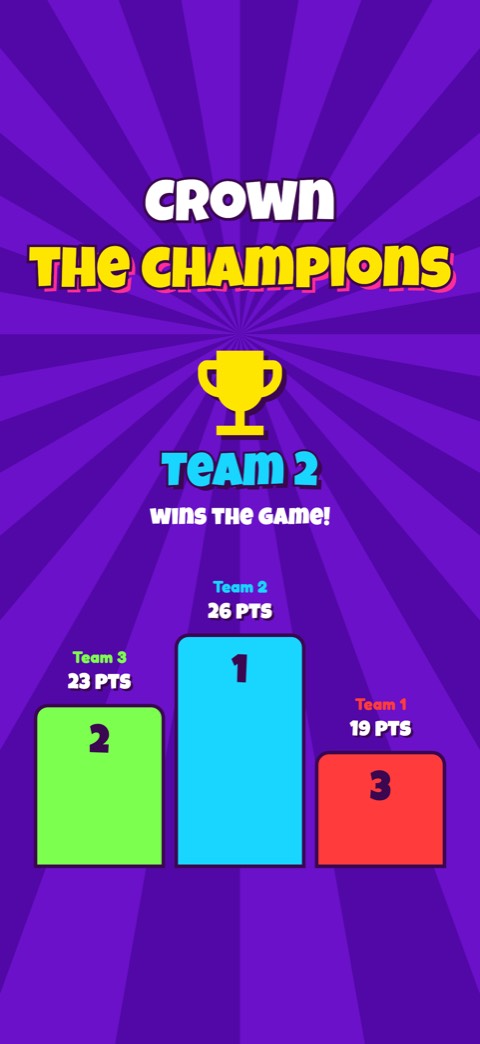 CROWN
THE CHAMPIONS
TEAM 2
WINS THE GAME!
Team 2
26 PTS
1
Team 3
23 PTS
2
Team 1
19 PTS
3